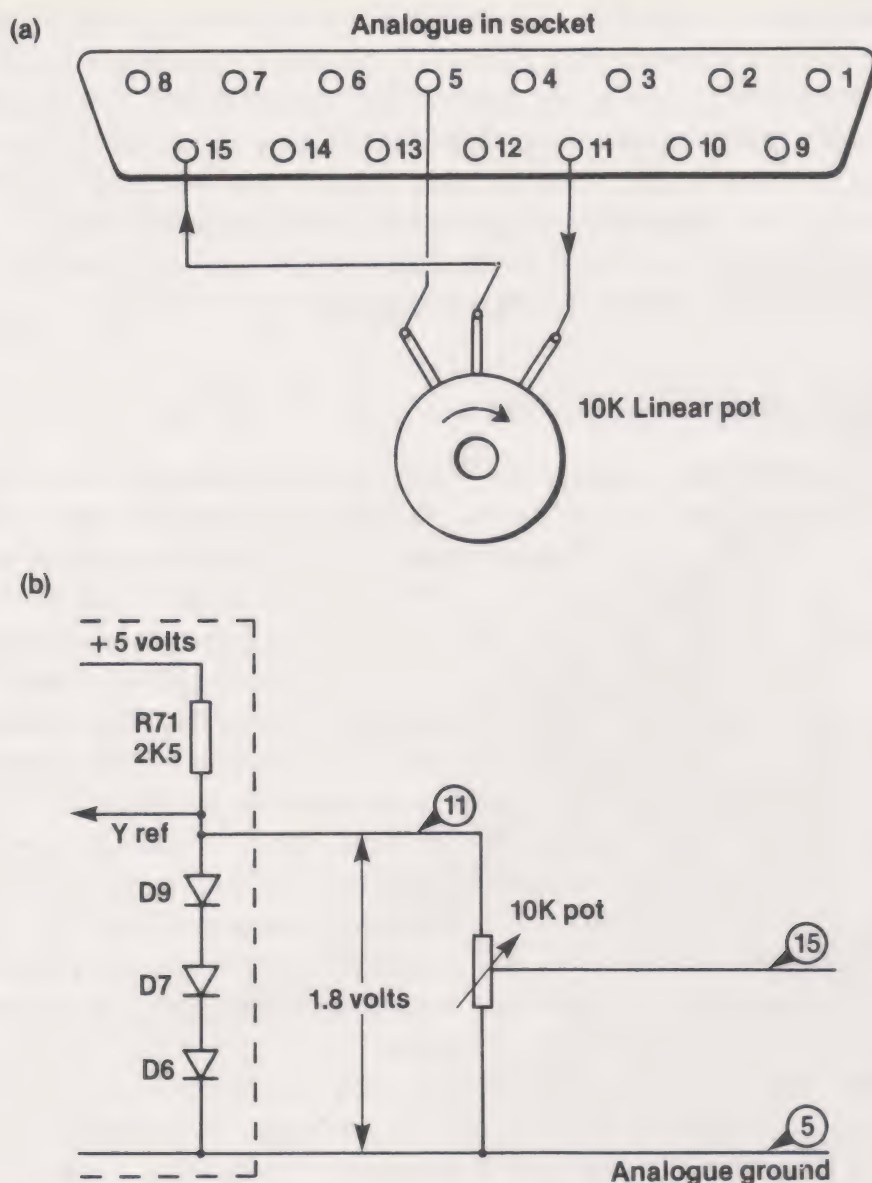 (a)
Analogue in socket
8 7 6 5 4 3 2 1
15 14 13 12 11 10 9
10K Linear pot
(b)
+ 5 volts
R71
2K5
11
Y ref
D9
10K pot
15
D7
1.8 volts
D6
5
Analogue ground